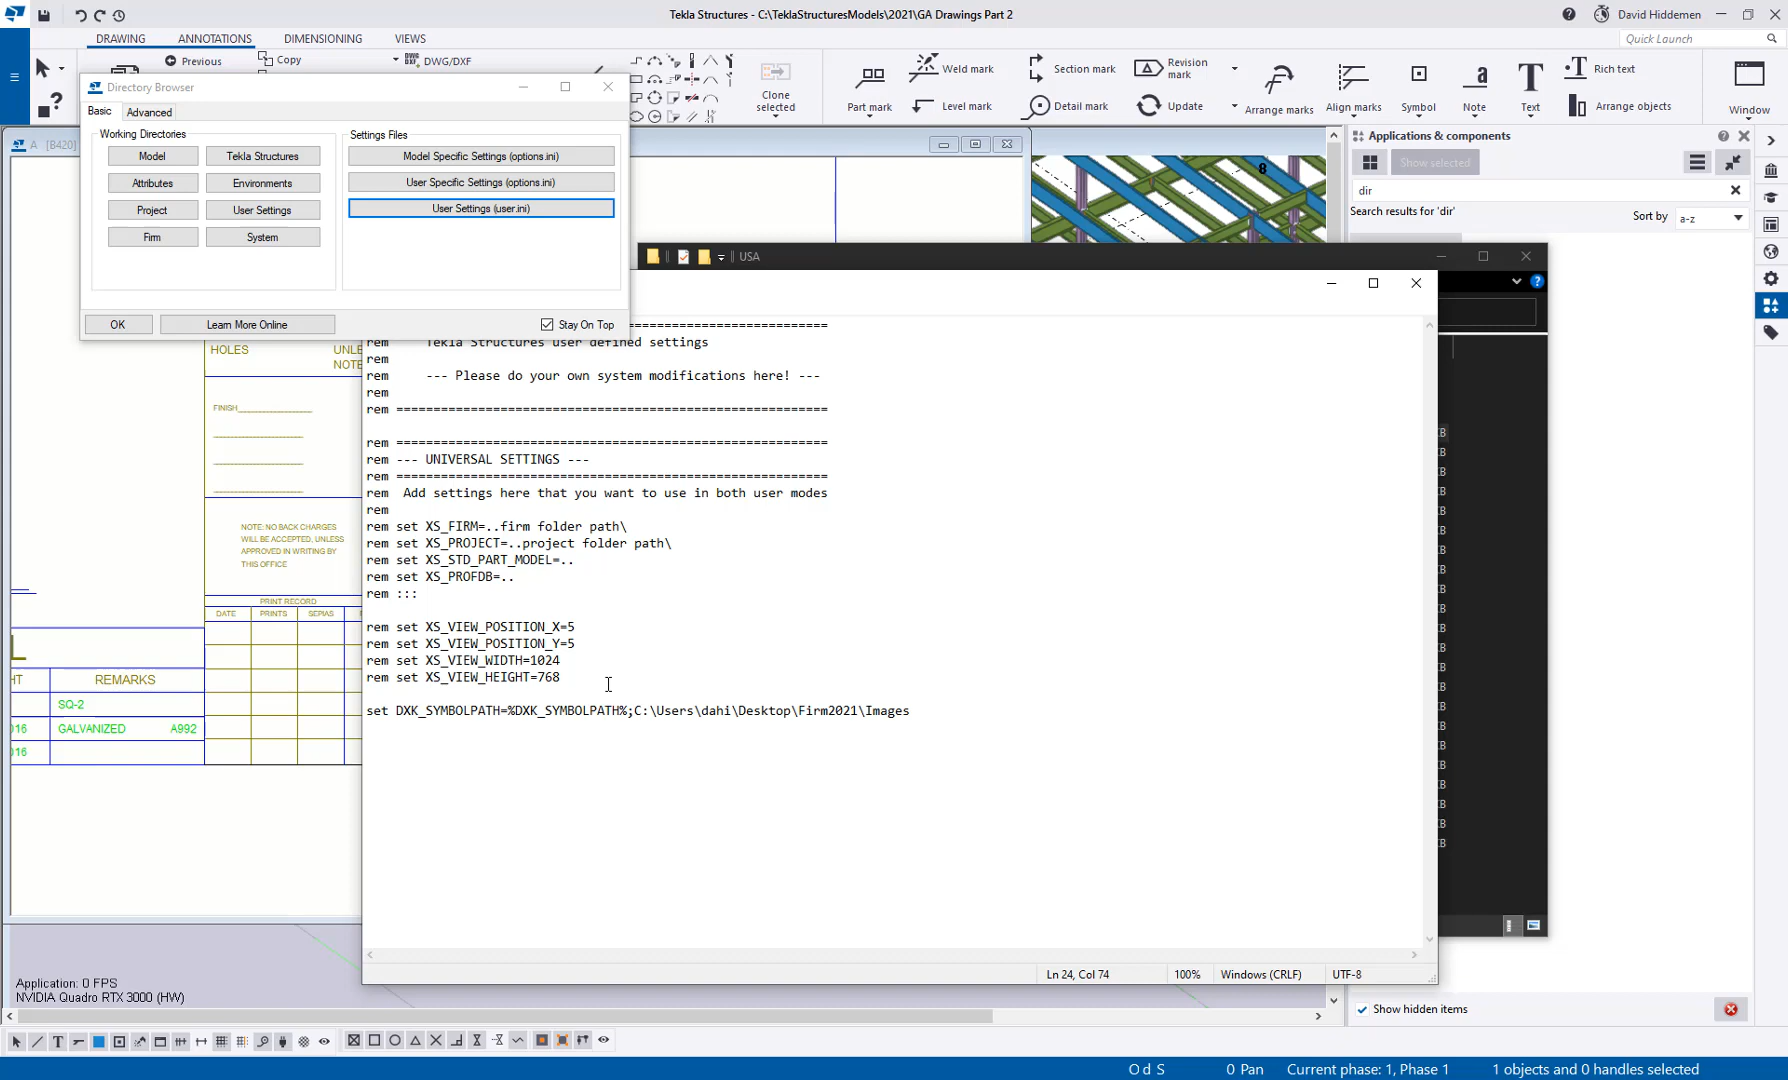 Tekla Structures - C:\TeklaStructuresModels\2021\GA Drawings Part 2
David Hiddemen
DRAWING
ANNOTATIONS
DIMENSIONING
VIEWS
Quick Launch
Previous
Copy
DWG/DXF
Clone selected
Part mark
Weld mark
Level mark
Section mark
Detail mark
Revision mark
Update
Arrange marks
Align marks
Symbol
Note
Text
Rich text
Arrange objects
Window
Directory Browser
Basic
Advanced
Working Directories
Model
Tekla Structures
Attributes
Environments
Project
User Settings
Firm
System
Settings Files
Model Specific Settings (options.ini)
User Specific Settings (options.ini)
User Settings (user.ini)
OK
Learn More Online
Stay On Top
A [B420]
8
Applications & components
Show selected
dir
Search results for 'dir'
Sort by
a-z
USA
rem Tekla Structures user defined settings
rem
rem --- Please do your own system modifications here! ---
rem
rem ==========================================================
rem ==========================================================
rem --- UNIVERSAL SETTINGS ---
rem ==========================================================
rem Add settings here that you want to use in both user modes
rem
rem set XS_FIRM=..firm folder path\
rem set XS_PROJECT=..project folder path\
rem set XS_STD_PART_MODEL=..
rem set XS_PROFDB=..
rem :::
rem set XS_VIEW_POSITION_X=5
rem set XS_VIEW_POSITION_Y=5
rem set XS_VIEW_WIDTH=1024
rem set XS_VIEW_HEIGHT=768
set DXK_SYMBOLPATH=%DXK_SYMBOLPATH%;C:\Users\dahi\Desktop\Firm2021\Images
Ln 24, Col 74
100%
Windows (CRLF)
UTF-8
HOLES
UNLE
NOTE
FINISH
NOTE: NO BACK CHARGES
WILL BE ACCEPTED, UNLESS
APPROVED IN WRITING BY
THIS OFFICE
PRINT RECORD
DATE
PRINTS
SEPIAS
L
HT
REMARKS
SQ-2
016
GALVANIZED
A992
016
Application: 0 FPS
NVIDIA Quadro RTX 3000 (HW)
Show hidden items
O d S
0 Pan
Current phase: 1, Phase 1
1 objects and 0 handles selected